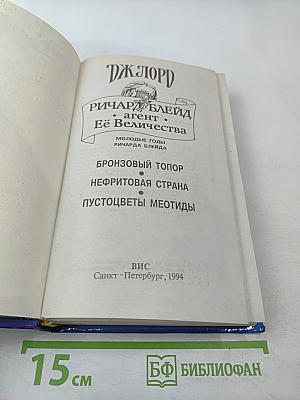 ДЖ.ЛОРД
РИЧАРД БЛЕЙД
• агент •
Её Величества
МОЛОДЫЕ ГОДЫ
РИЧАРДА БЛЕЙДА
БРОНЗОВЫЙ ТОПОР
•
НЕФРИТОВАЯ СТРАНА
•
ПУСТОЦВЕТЫ МЕОТИДЫ
ВИС
Санкт-Петербург, 1994
15 см
БФ БИБЛИОФАН